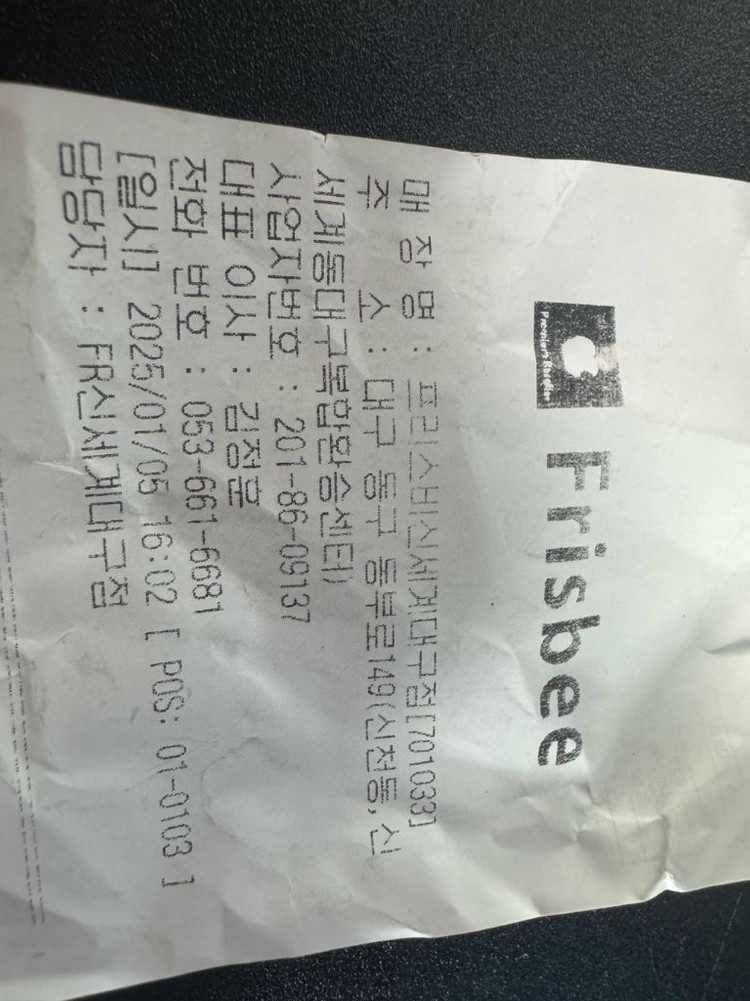 Frisbee
매 장 명 : 프리스비신세계대구점[701033]
주 소 : 대구 동구 동부로149(신천동,신
세계동대구복합환승센터)
사업자번호 : 201-86-09137
대표 이사 : 김정훈
전화 번호 : 053-661-6681
[일시] 2025/01/05 16:02 [ POS: 01-0103 ]
담당자 : FR신세계대구점